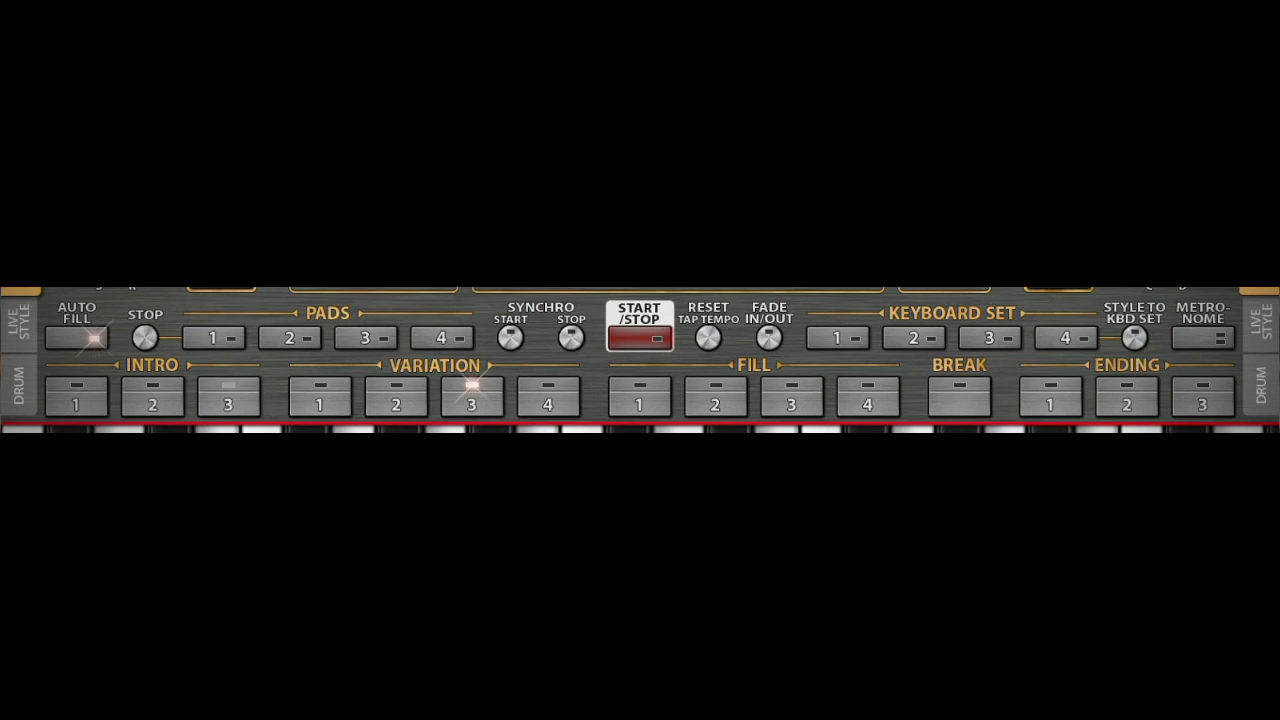 AUTO FILL
STOP
PADS
1 2 3 4
SYNCHRO
START STOP
START /STOP
RESET
TAP TEMPO
FADE IN/OUT
KEYBOARD SET
1 2 3 4
STYLE TO KBD SET
METRO-NOME
LIVE STYLE
LIVE STYLE
DRUM
INTRO
1 2 3
VARIATION
1 2 3 4
FILL
1 2 3 4
BREAK
ENDING
1 2 3
DRUM